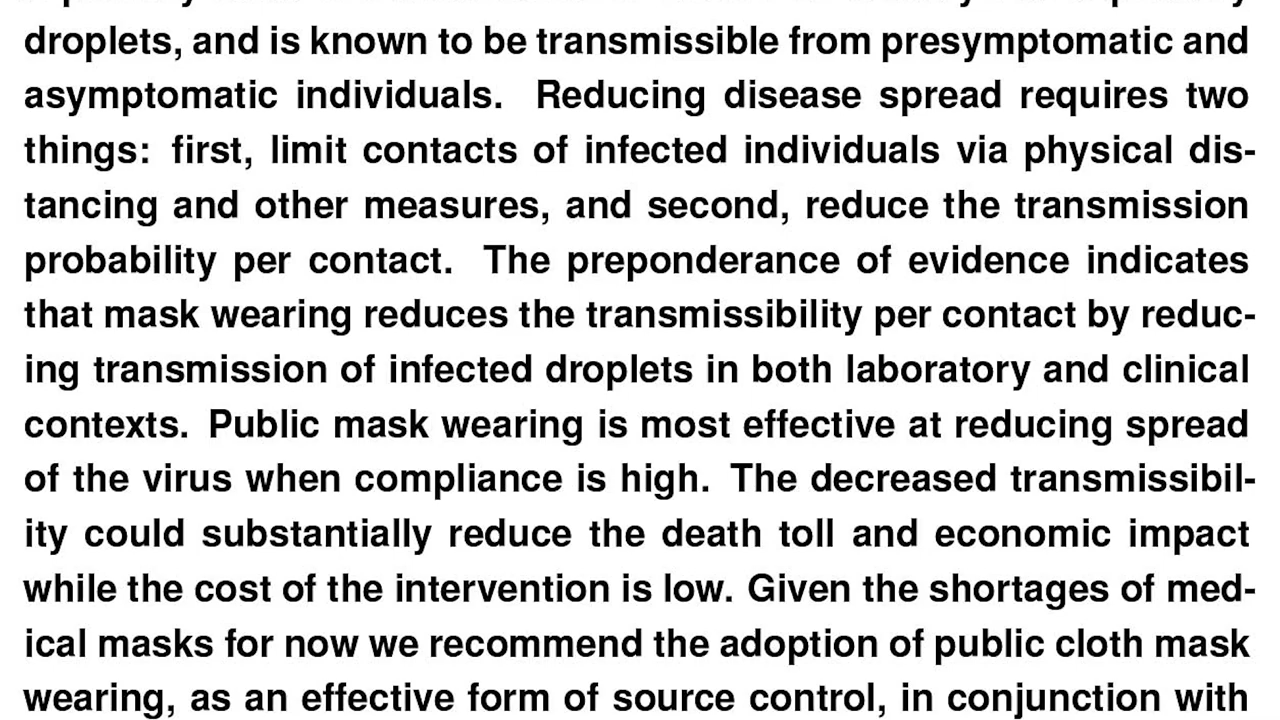 droplets, and is known to be transmissible from presymptomatic and
asymptomatic individuals. Reducing disease spread requires two
things: first, limit contacts of infected individuals via physical dis-
tancing and other measures, and second, reduce the transmission
probability per contact. The preponderance of evidence indicates
that mask wearing reduces the transmissibility per contact by reduc-
ing transmission of infected droplets in both laboratory and clinical
contexts. Public mask wearing is most effective at reducing spread
of the virus when compliance is high. The decreased transmissibil-
ity could substantially reduce the death toll and economic impact
while the cost of the intervention is low. Given the shortages of med-
ical masks for now we recommend the adoption of public cloth mask
wearing, as an effective form of source control, in conjunction with